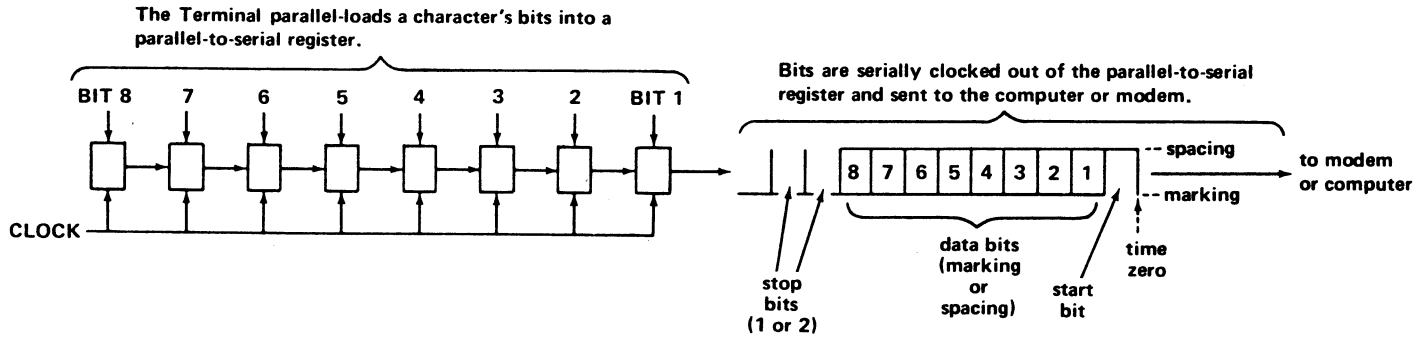 The Terminal parallel-loads a character's bits into a
parallel-to-serial register.
Bits are serially clocked out of the parallel-to-serial
register and sent to the computer or modem.
BIT 8 7 6 5 4 3 2 BIT 1
8 7 6 5 4 3 2 1
spacing
marking
to modem
or computer
CLOCK
stop
bits
(1 or 2)
data bits
(marking
or
spacing)
start
bit
time
zero